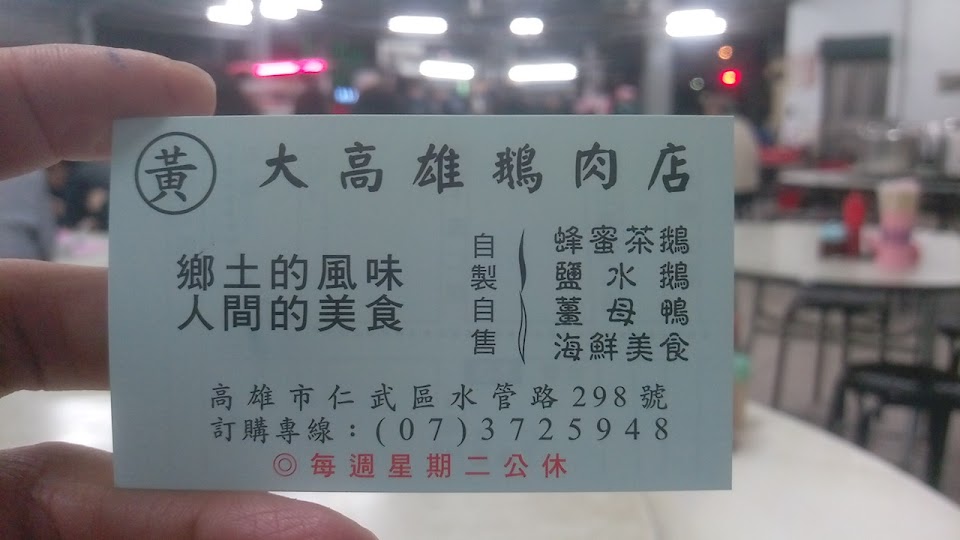 黃 大高雄鵝肉店
鄉土的風味
人間的美食
自製自售
蜂蜜茶鵝
鹽水鵝
薑母鴨
海鮮美食
高雄市仁武區水管路298號
訂購專線：(07)3725948
◎每週星期二公休